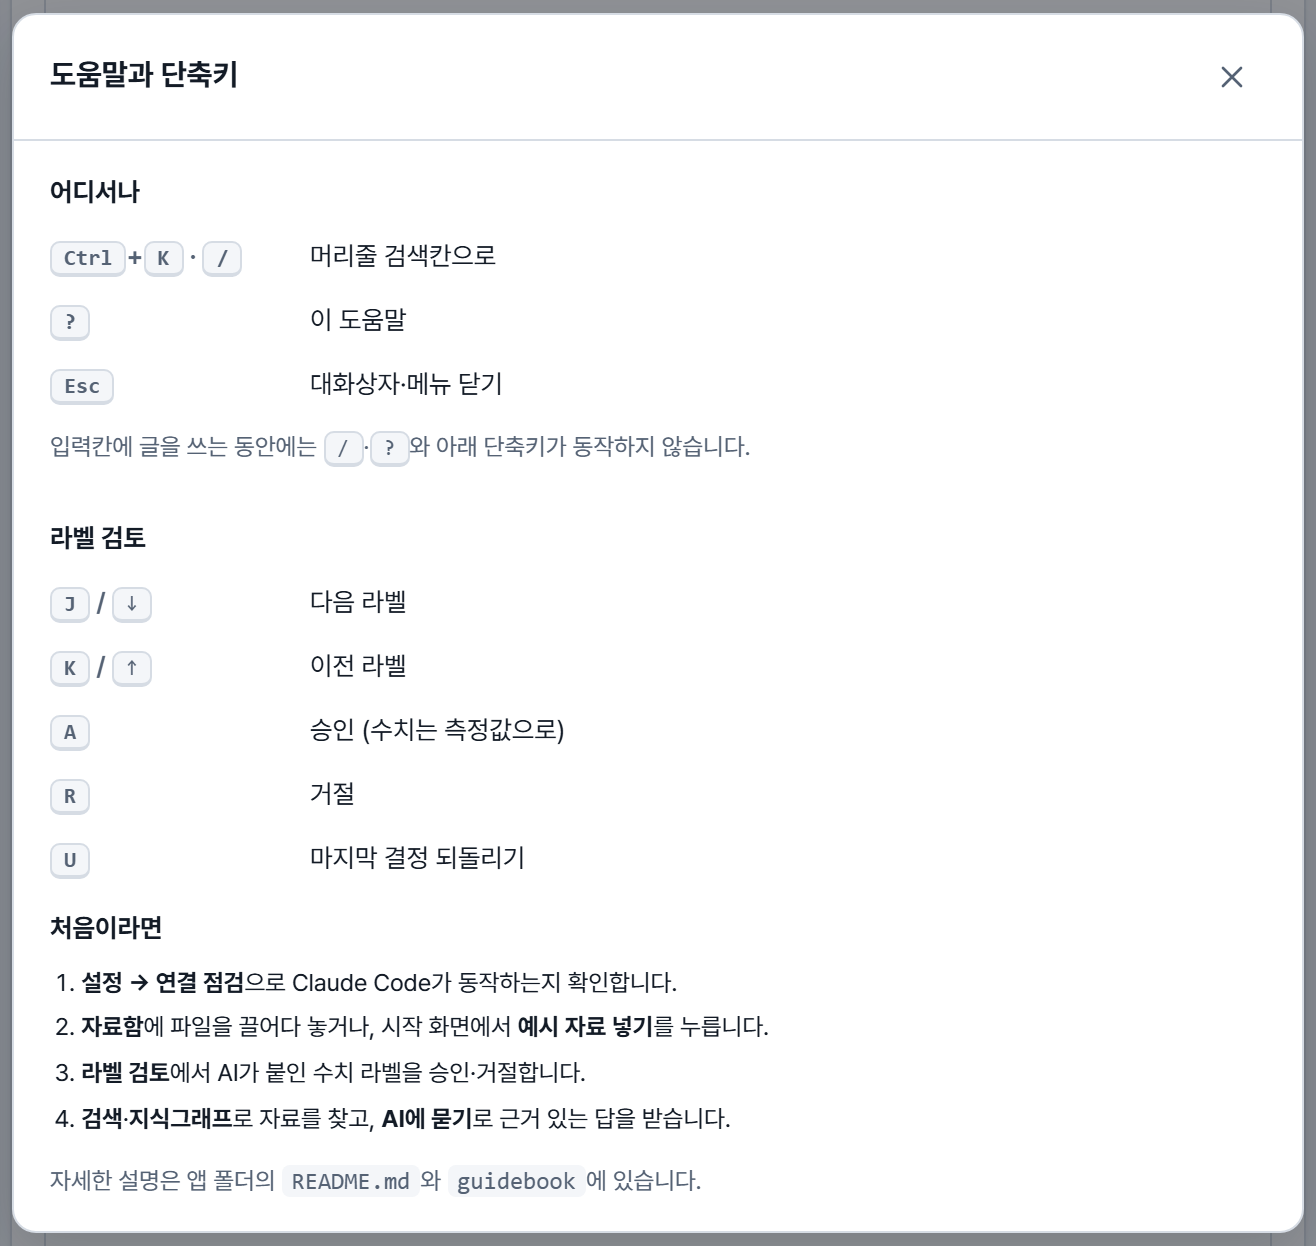 도움말과 단축키
어디서나
Ctrl+K · / 머리줄 검색칸으로
? 이 도움말
Esc 대화상자·메뉴 닫기
입력칸에 글을 쓰는 동안에는 /·?와 아래 단축키가 동작하지 않습니다.
라벨 검토
J / ↓ 다음 라벨
K / ↑ 이전 라벨
A 승인 (수치는 측정값으로)
R 거절
U 마지막 결정 되돌리기
처음이라면
1. 설정 → 연결 점검으로 Claude Code가 동작하는지 확인합니다.
2. 자료함에 파일을 끌어다 놓거나, 시작 화면에서 예시 자료 넣기를 누릅니다.
3. 라벨 검토에서 AI가 붙인 수치 라벨을 승인·거절합니다.
4. 검색·지식그래프로 자료를 찾고, AI에 묻기로 근거 있는 답을 받습니다.
자세한 설명은 앱 폴더의 README.md와 guidebook에 있습니다.